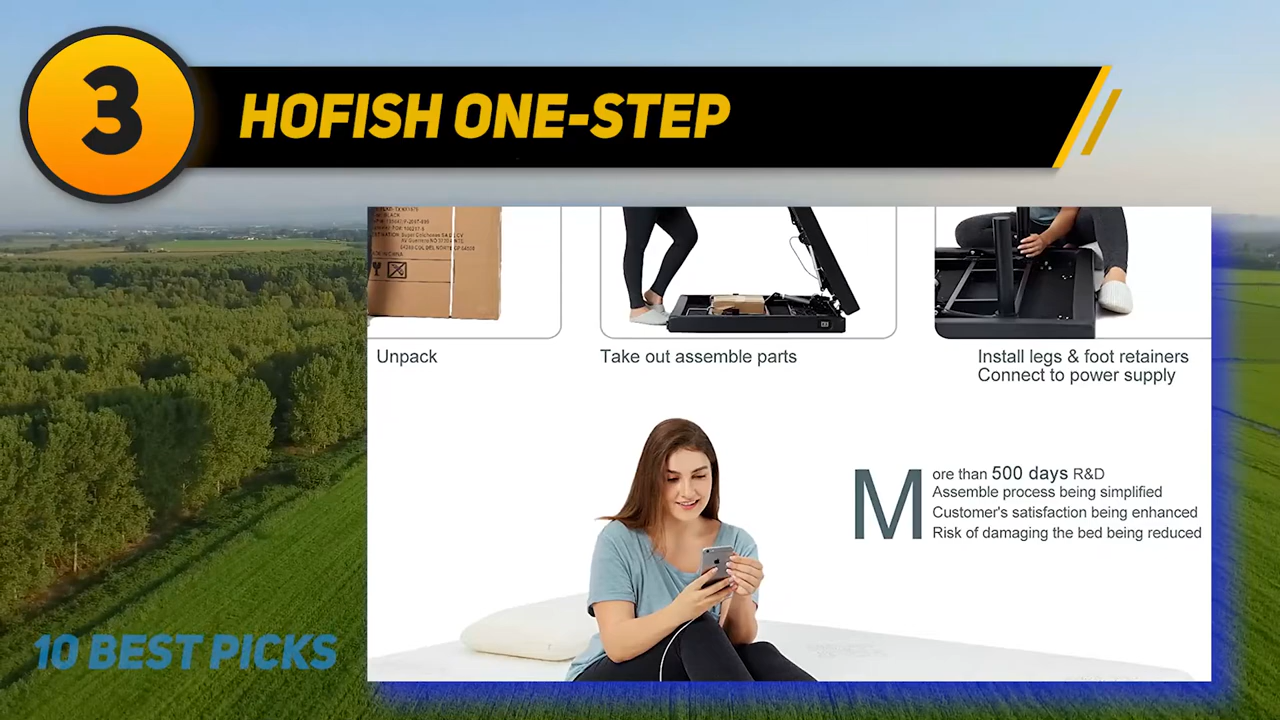 3
HOFISH ONE-STEP
BLACK
Unpack
Take out assemble parts
Install legs & foot retainers
Connect to power supply
More than 500 days R&D
Assemble process being simplified
Customer's satisfaction being enhanced
Risk of damaging the bed being reduced
10 BEST PICKS